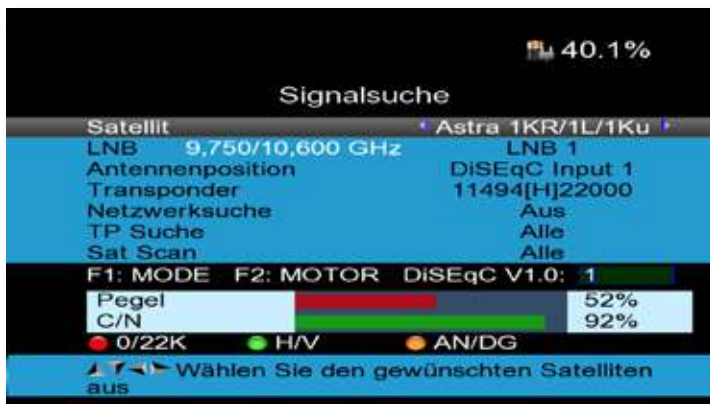 40.1%
Signalsuche
Satellit Astra 1KR/1L/1Ku
LNB 9,750/10,600 GHz LNB 1
Antennenposition DiSEqC Input 1
Transponder 11494[H]22000
Netzwerksuche Aus
TP Suche Alle
Sat Scan Alle
F1: MODE F2: MOTOR DiSEqC V1.0: 1
Pegel 52%
C/N 92%
0/22K H/V AN/DG
Wählen Sie den gewünschten Satelliten
aus